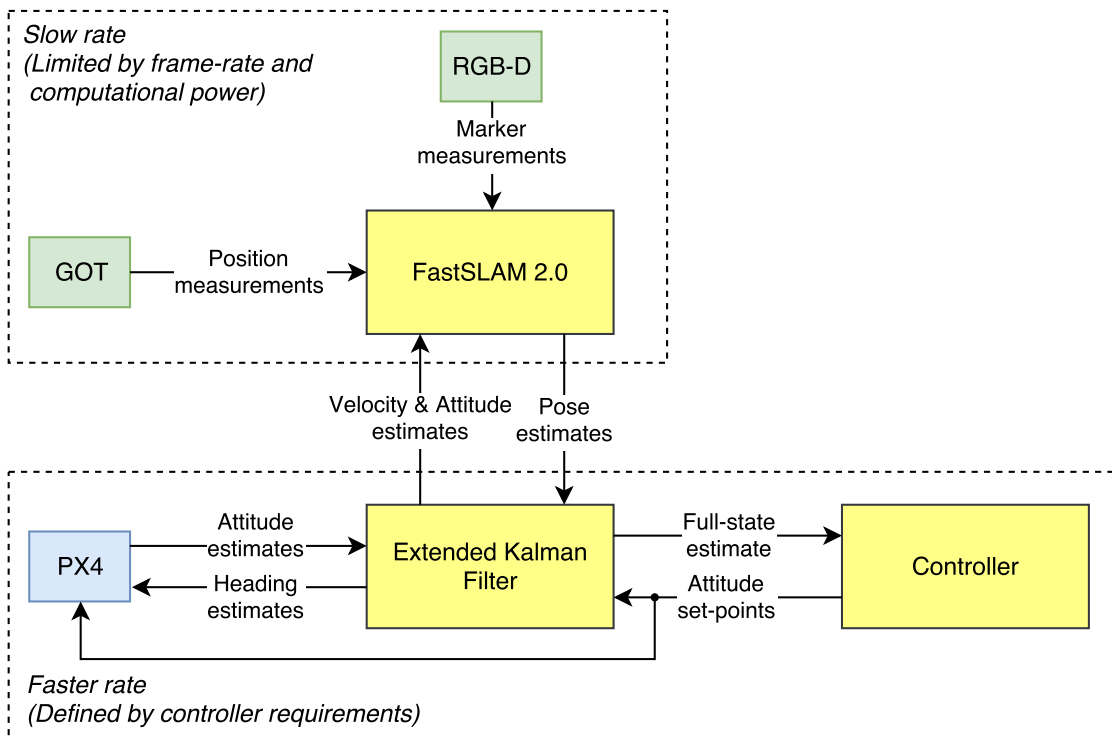 Slow rate
(Limited by frame-rate and
computational power)
RGB-D
Marker
measurements
GOT
Position
measurements
FastSLAM 2.0
Velocity & Attitude
estimates
Pose
estimates
PX4
Attitude
estimates
Heading
estimates
Extended Kalman
Filter
Full-state
estimate
Attitude
set-points
Controller
Faster rate
(Defined by controller requirements)